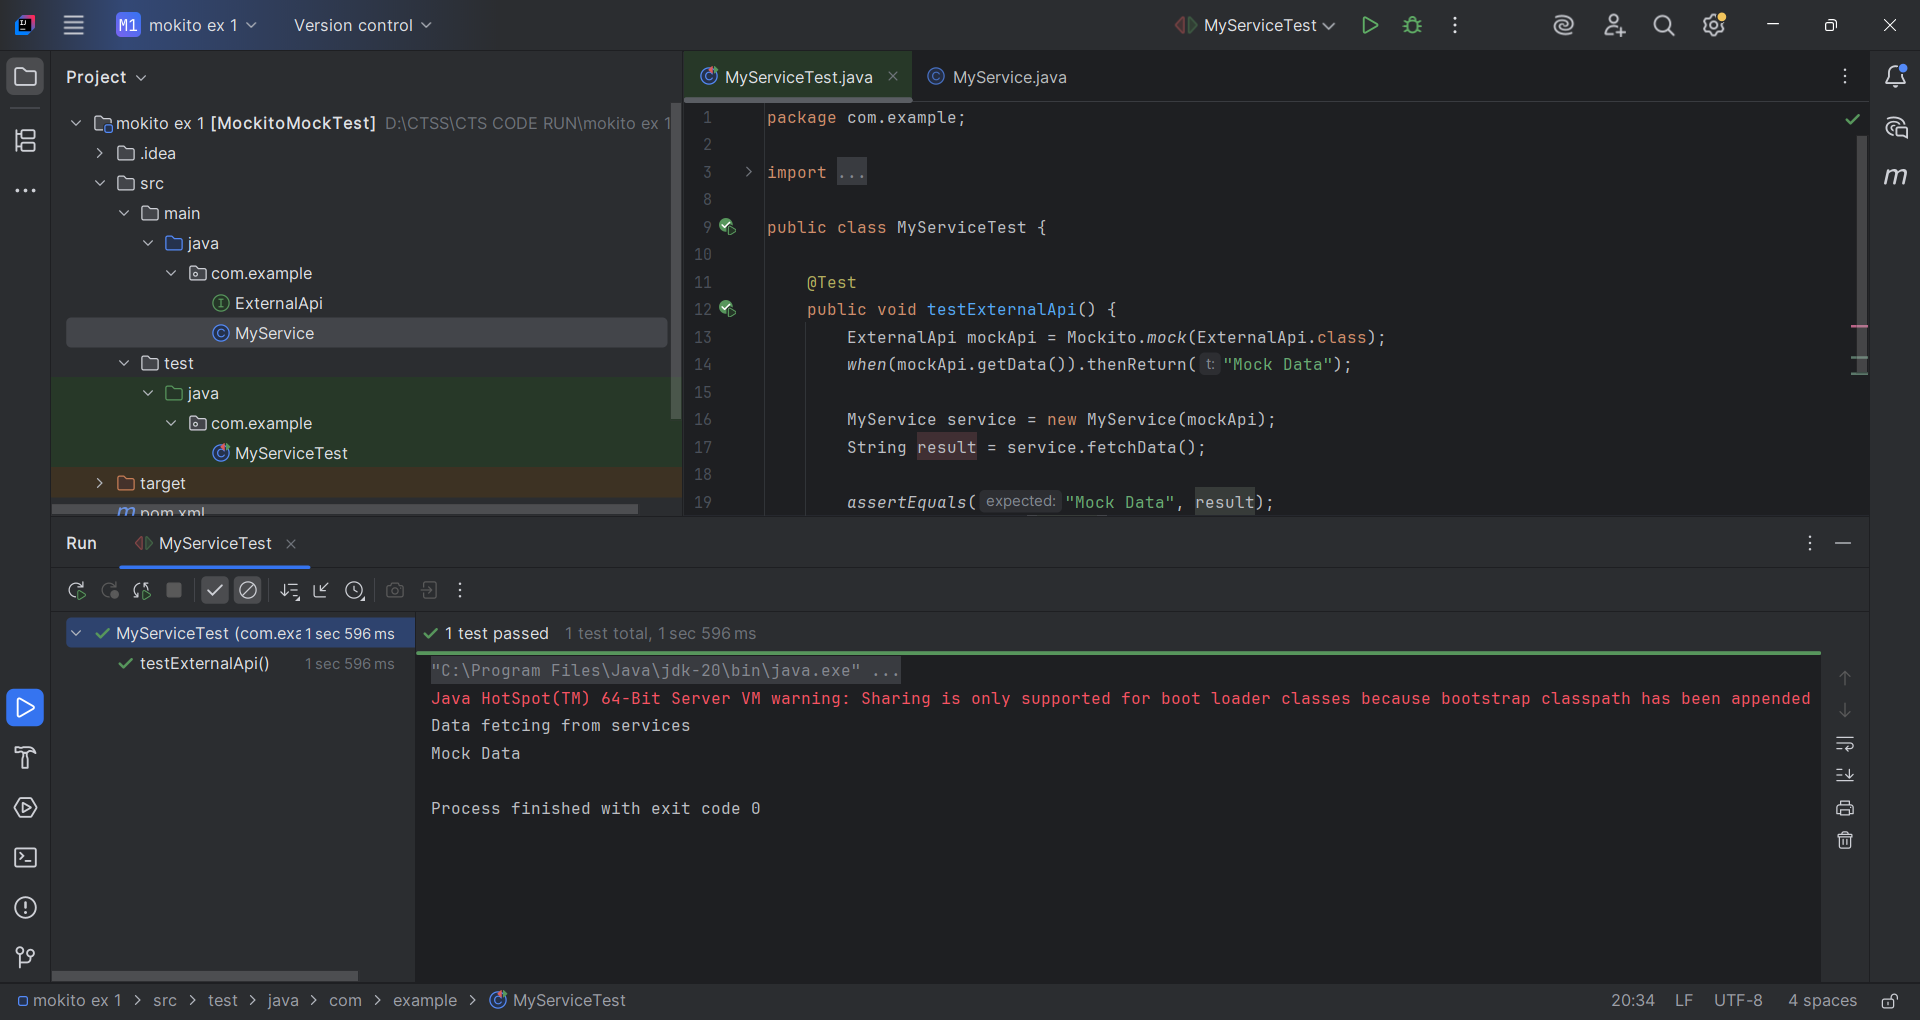 M1 mokito ex 1 Version control MyServiceTest
Project
mokito ex 1 [MockitoMockTest] D:\CTSS\CTS CODE RUN\mokito ex 1
.idea
src
main
java
com.example
ExternalApi
MyService
test
java
com.example
MyServiceTest
target
pom.xml
MyServiceTest.java MyService.java
1 package com.example;
2
3 import ...
8
9 public class MyServiceTest {
10
11 @Test
12 public void testExternalApi() {
13 ExternalApi mockApi = Mockito.mock(ExternalApi.class);
14 when(mockApi.getData()).thenReturn( t: "Mock Data");
15
16 MyService service = new MyService(mockApi);
17 String result = service.fetchData();
18
19 assertEquals( expected: "Mock Data", result);
Run MyServiceTest
MyServiceTest (com.exa 1 sec 596 ms
testExternalApi() 1 sec 596 ms
1 test passed 1 test total, 1 sec 596 ms
"C:\Program Files\Java\jdk-20\bin\java.exe" ...
Java HotSpot(TM) 64-Bit Server VM warning: Sharing is only supported for boot loader classes because bootstrap classpath has been appended
Data fetcing from services
Mock Data
Process finished with exit code 0
mokito ex 1 > src > test > java > com > example > MyServiceTest
20:34 LF UTF-8 4 spaces